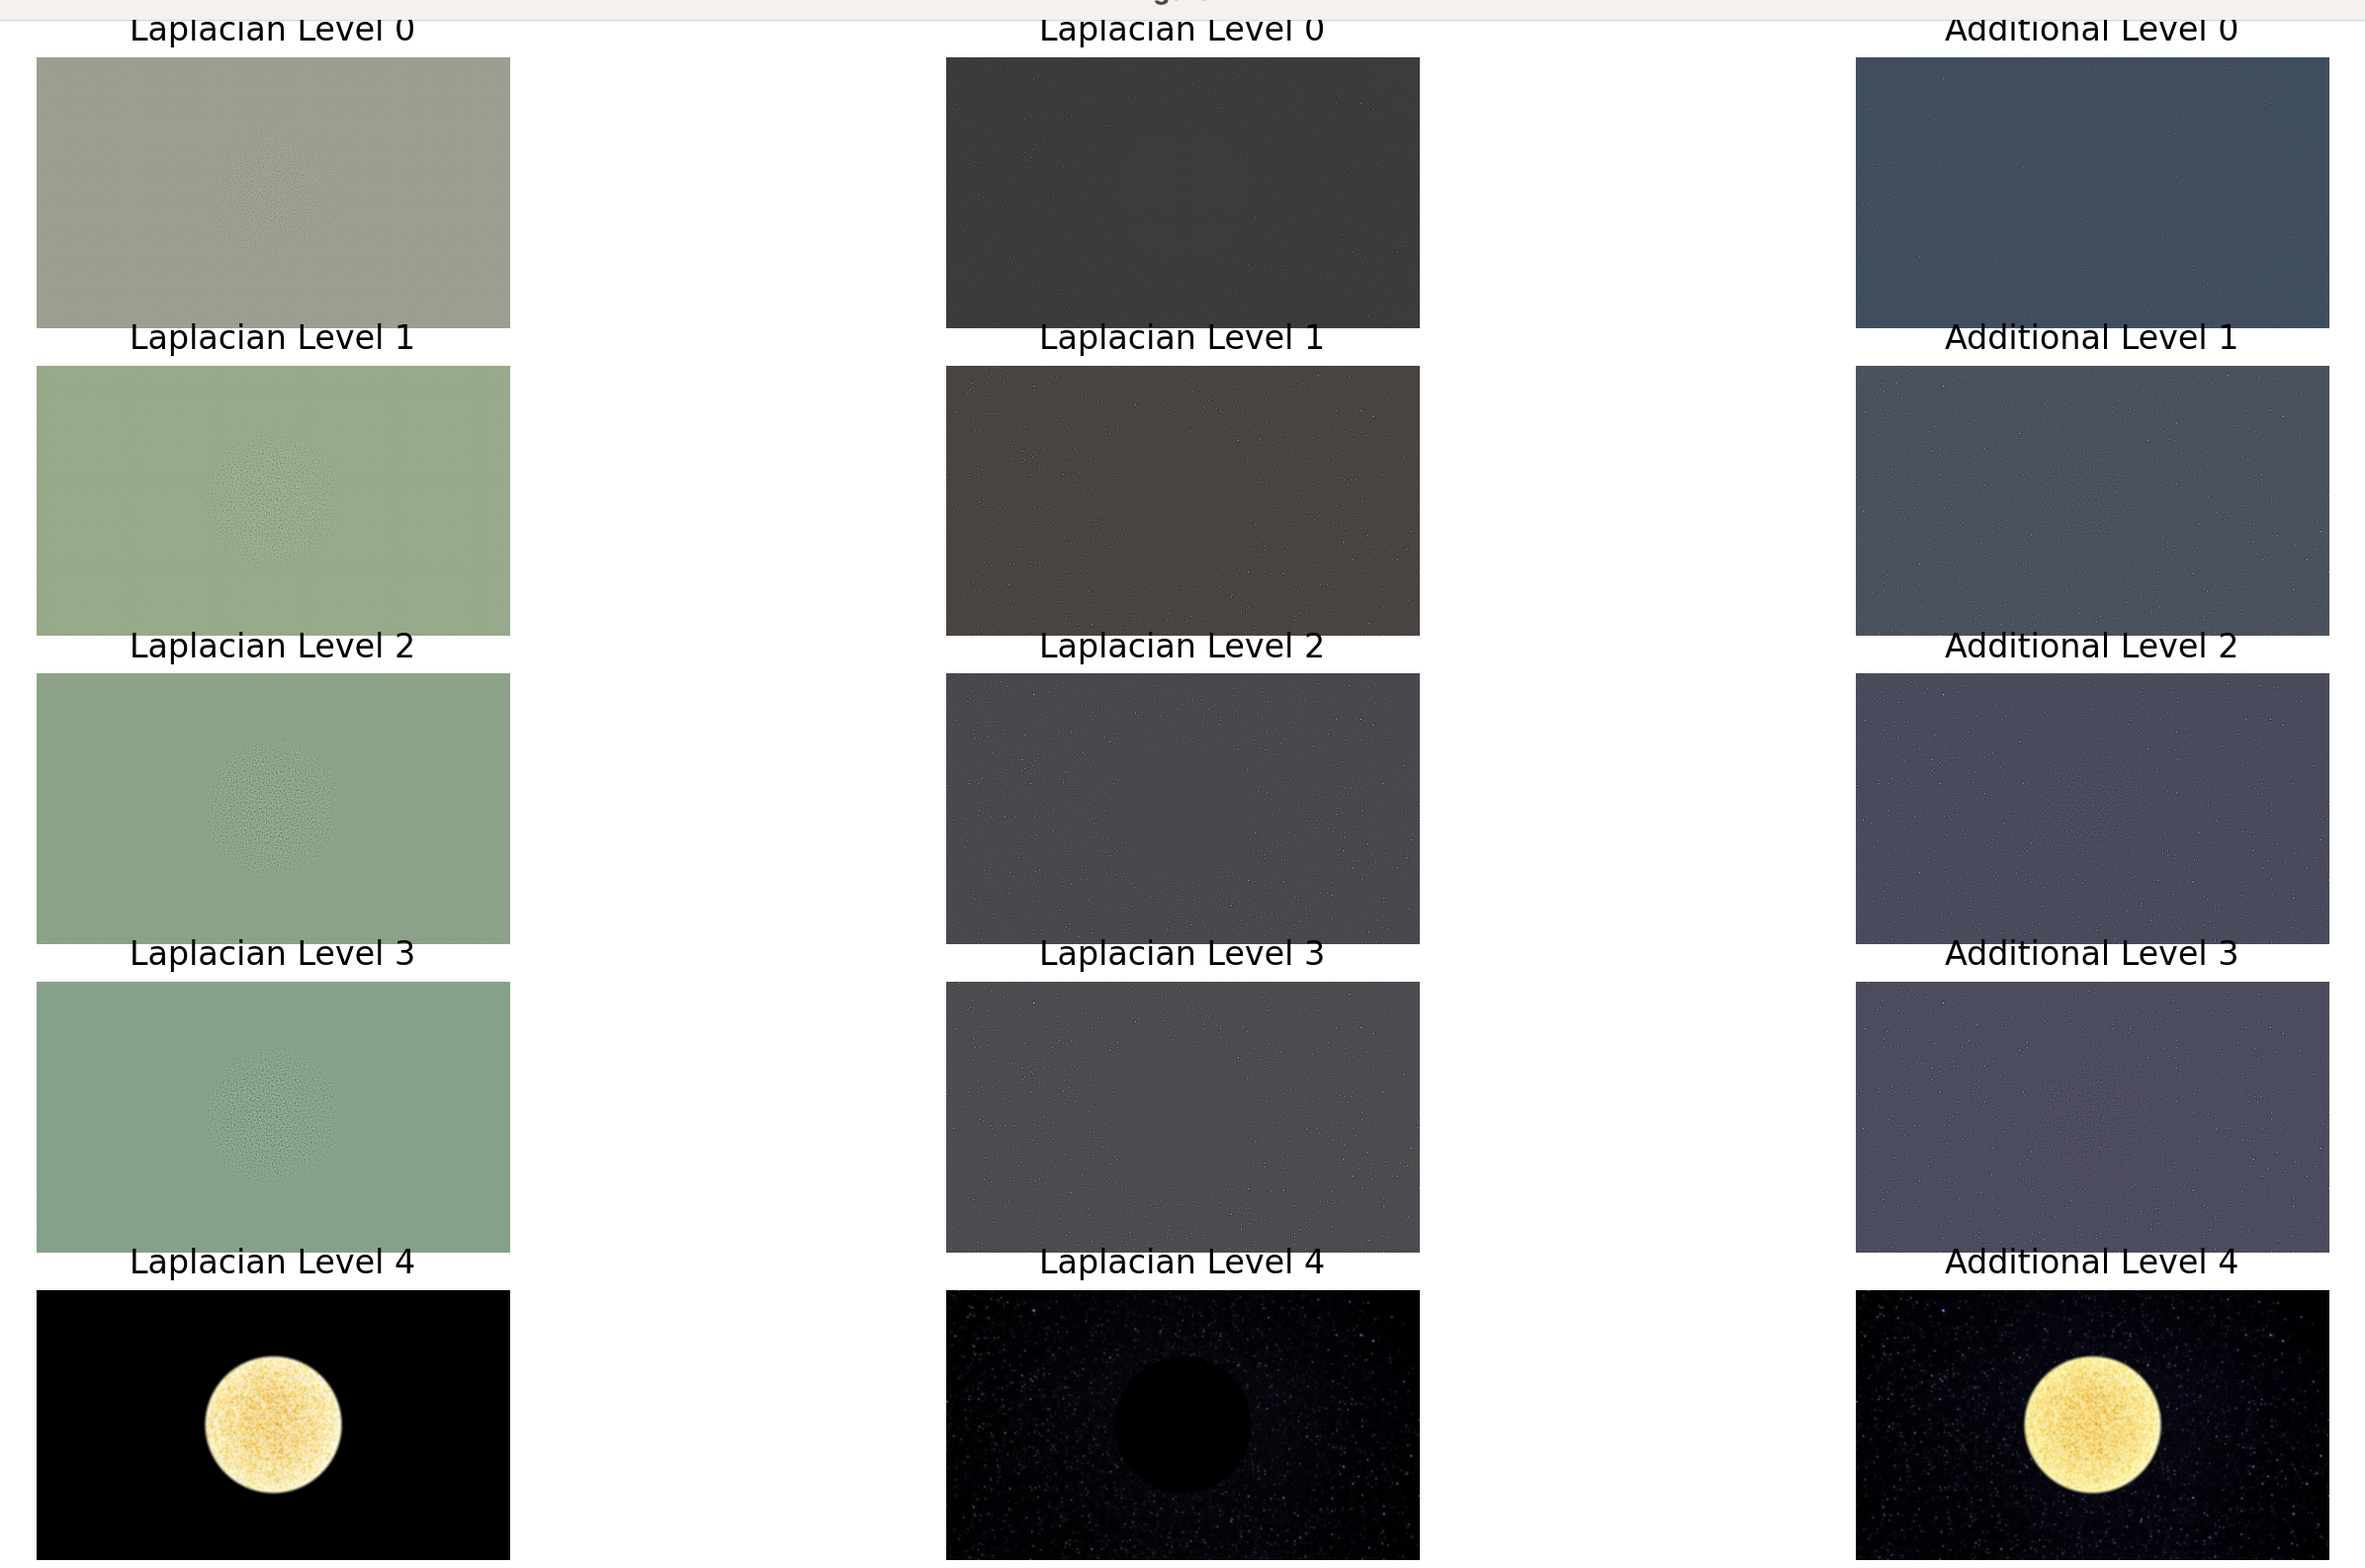 Laplacian Level 0
Laplacian Level 0
Additional Level 0
Laplacian Level 1
Laplacian Level 1
Additional Level 1
Laplacian Level 2
Laplacian Level 2
Additional Level 2
Laplacian Level 3
Laplacian Level 3
Additional Level 3
Laplacian Level 4
Laplacian Level 4
Additional Level 4